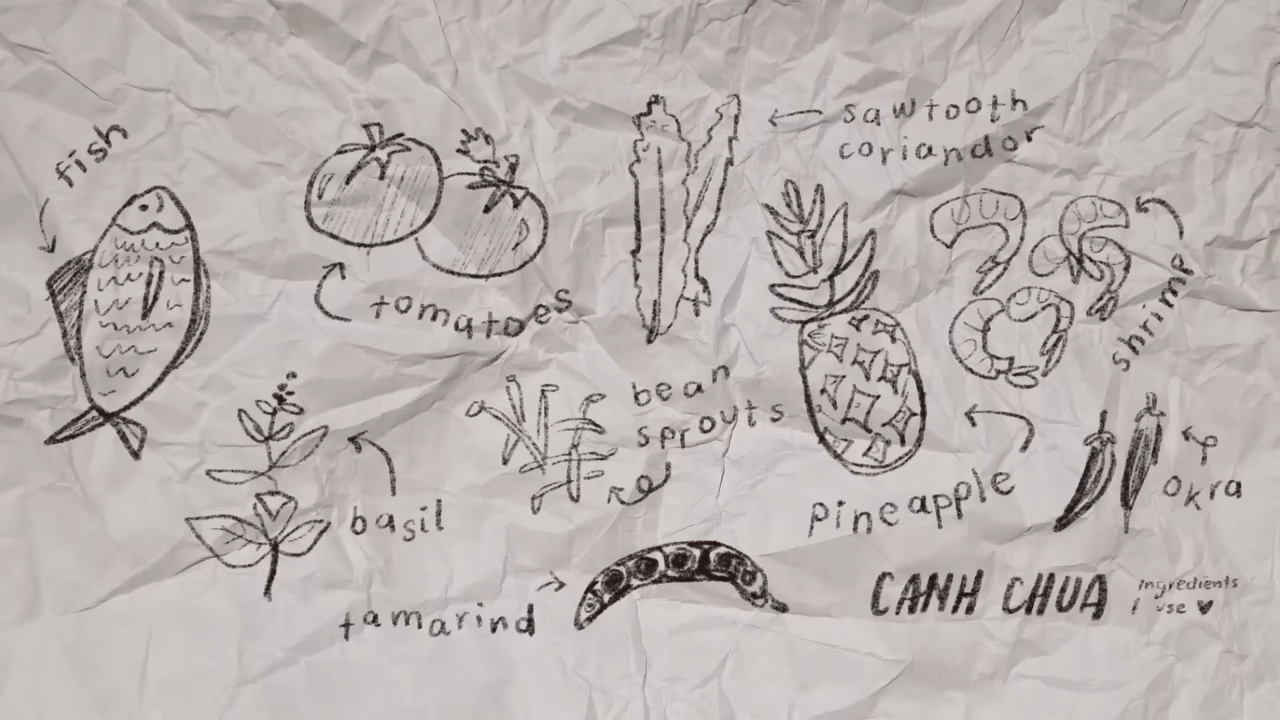 fish
tomatoes
sawtooth
coriandor
shrimp
bean
sprouts
basil
pineapple
okra
tamarind
CANH CHUA
ingredients
I use ♥